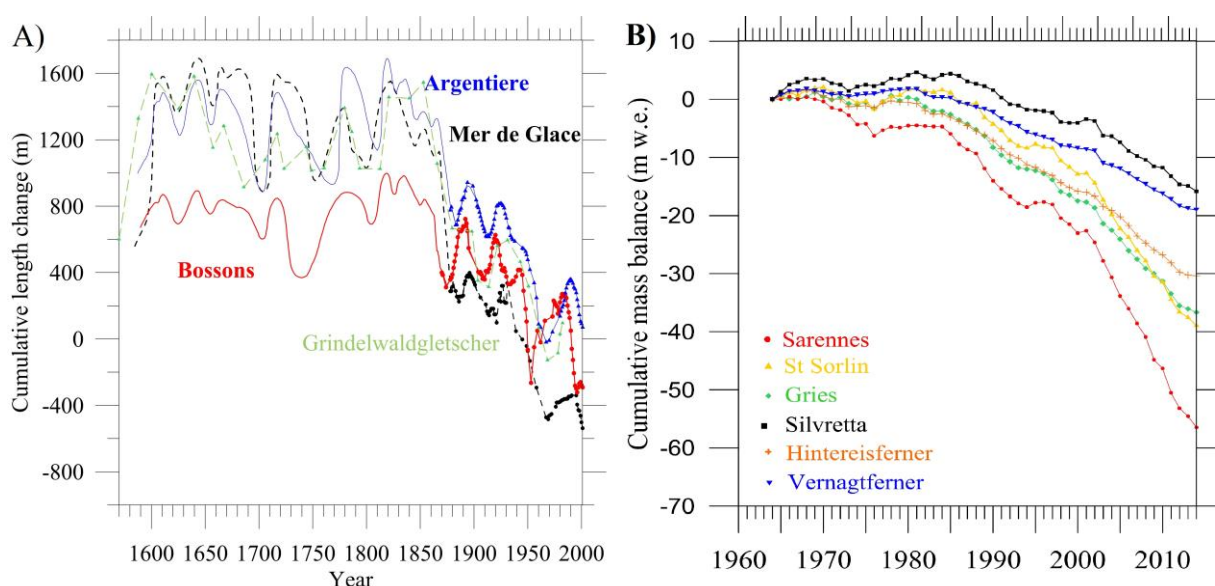 A)
Cumulative length change (m)
1600
1200
800
400
0
-400
-800
Argentiere
Mer de Glace
Bossons
Grindelwaldgletscher
1600 1650 1700 1750 1800 1850 1900 1950 2000
Year
B)
Cumulative mass balance (m w.e.)
10
0
-10
-20
-30
-40
-50
-60
-70
Sarennes
St Sorlin
Gries
Silvretta
Hintereisferner
Vernagtferner
1960 1970 1980 1990 2000 2010